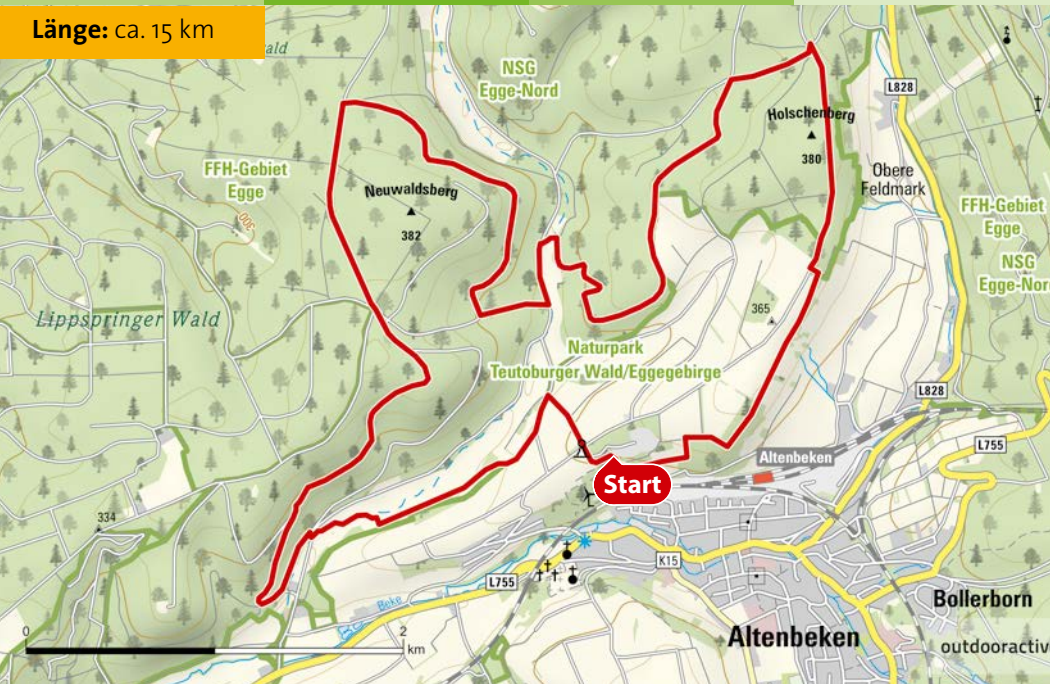 Länge: ca. 15 km
ald
NSG
Egge-Nord
L828
Holschenberg
380
FFH-Gebiet
Egge
Neuwaldsberg
382
Obere
Feldmark
FFH-Gebiet
Egge
NSG
Egge-Nor
300
Lippspringer Wald
365
Naturpark
Teutoburger Wald/Eggegebirge
L828
L755
Altenbeken
Start
334
K15
L755
Beke
Bollerborn
Altenbeken
0
2
km
outdooractiv